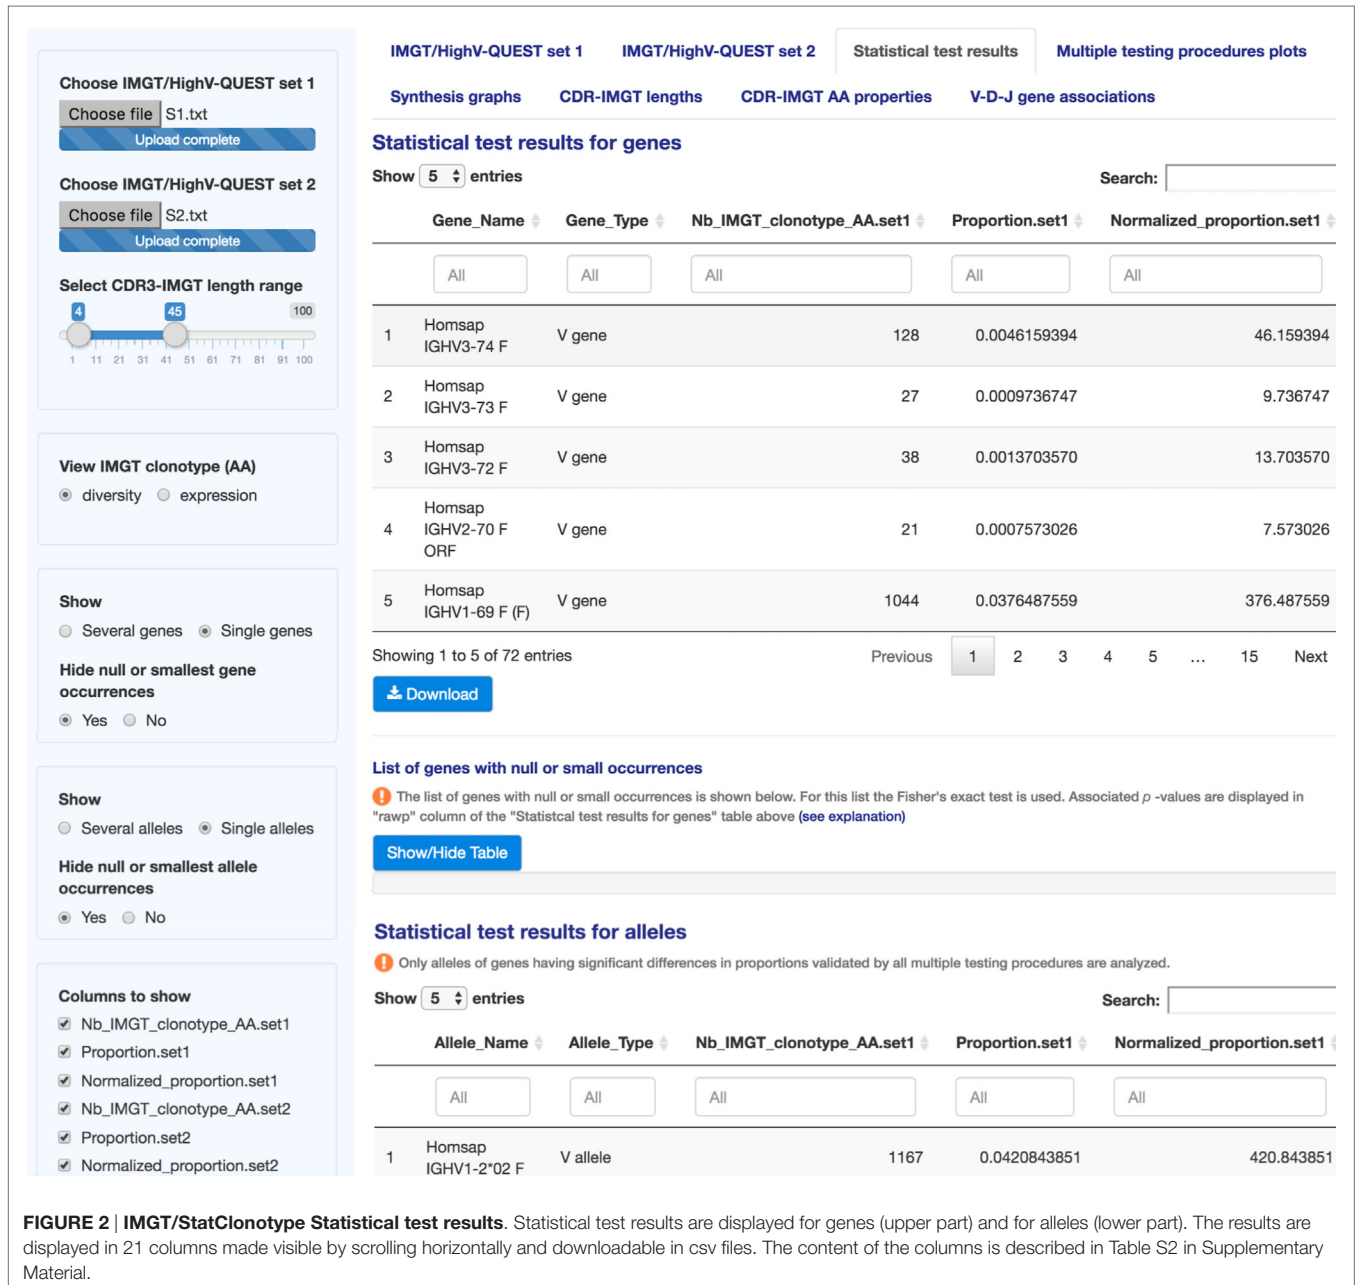 Choose IMGT/HighV-QUEST set 1
Choose file S1.txt
Upload complete
Choose IMGT/HighV-QUEST set 2
Choose file S2.txt
Upload complete
Select CDR3-IMGT length range
4 45 100
1 11 21 31 41 51 61 71 81 91 100
View IMGT clonotype (AA)
diversity expression
Show
Several genes Single genes
Hide null or smallest gene
occurrences
Yes No
Show
Several alleles Single alleles
Hide null or smallest allele
occurrences
Yes No
Columns to show
Nb_IMGT_clonotype_AA.set1
Proportion.set1
Normalized_proportion.set1
Nb_IMGT_clonotype_AA.set2
Proportion.set2
Normalized_proportion.set2
IMGT/HighV-QUEST set 1 IMGT/HighV-QUEST set 2 Statistical test results Multiple testing procedures plots
Synthesis graphs CDR-IMGT lengths CDR-IMGT AA properties V-D-J gene associations
Statistical test results for genes
Show 5 entries Search:
Gene_Name Gene_Type Nb_IMGT_clonotype_AA.set1 Proportion.set1 Normalized_proportion.set1
All All All All All
1 Homsap IGHV3-74 F V gene 128 0.0046159394 46.159394
2 Homsap IGHV3-73 F V gene 27 0.0009736747 9.736747
3 Homsap IGHV3-72 F V gene 38 0.0013703570 13.703570
4 Homsap IGHV2-70 F ORF V gene 21 0.0007573026 7.573026
5 Homsap IGHV1-69 F (F) V gene 1044 0.0376487559 376.487559
Showing 1 to 5 of 72 entries Previous 1 2 3 4 5 ... 15 Next
Download
List of genes with null or small occurrences
The list of genes with null or small occurrences is shown below. For this list the Fisher's exact test is used. Associated p -values are displayed in
"rawp" column of the "Statistcal test results for genes" table above (see explanation)
Show/Hide Table
Statistical test results for alleles
Only alleles of genes having significant differences in proportions validated by all multiple testing procedures are analyzed.
Show 5 entries Search:
Allele_Name Allele_Type Nb_IMGT_clonotype_AA.set1 Proportion.set1 Normalized_proportion.set1
All All All All All
1 Homsap IGHV1-2*02 F V allele 1167 0.0420843851 420.843851
FIGURE 2 | IMGT/StatClonotype Statistical test results. Statistical test results are displayed for genes (upper part) and for alleles (lower part). The results are
displayed in 21 columns made visible by scrolling horizontally and downloadable in csv files. The content of the columns is described in Table S2 in Supplementary
Material.